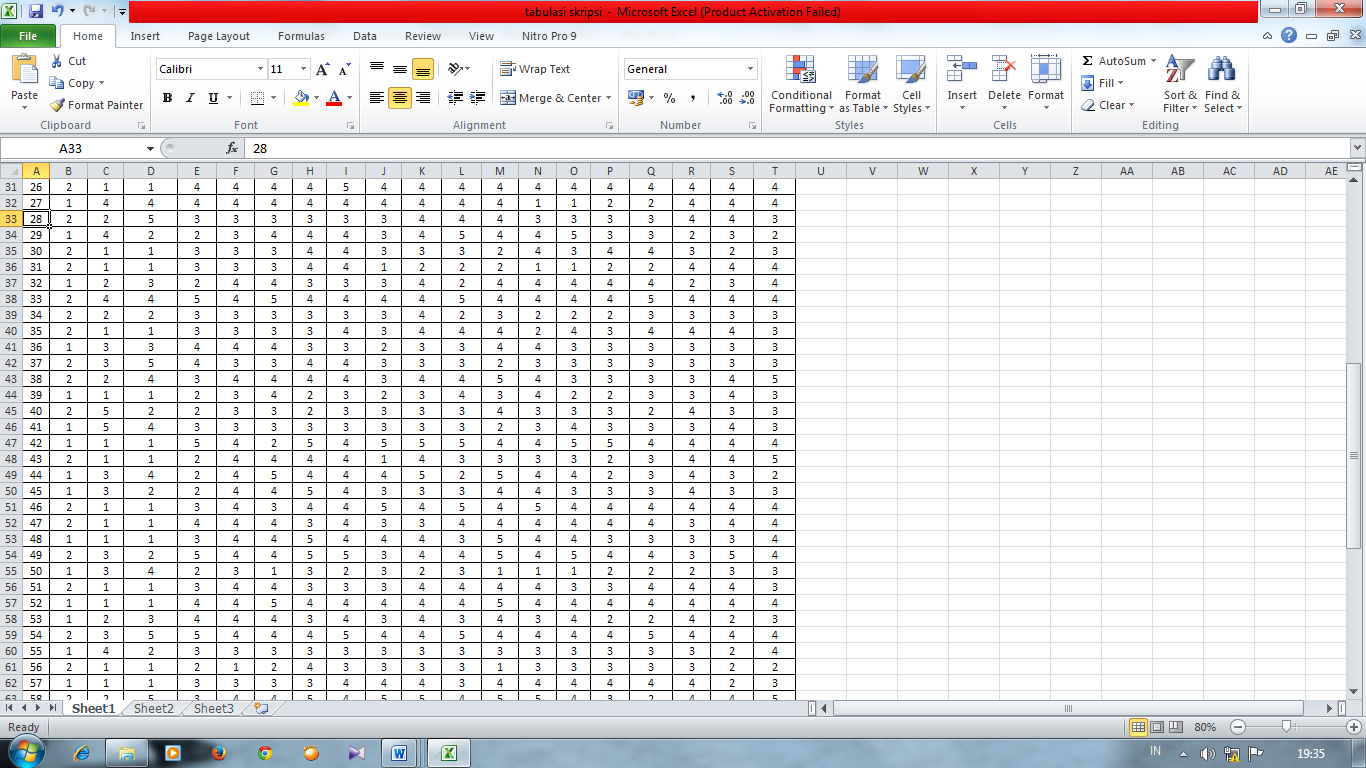 tabulasi skripsi - Microsoft Excel (Product Activation Failed)
File Home Insert Page Layout Formulas Data Review View Nitro Pro 9
Cut
Copy
Format Painter
Paste
Clipboard
Calibri 11
B I U A
Font
Wrap Text
Merge & Center
Alignment
General
% ,
Number
Conditional Formatting
Format as Table
Cell Styles
Styles
Insert Delete Format
Cells
Σ AutoSum
Fill
Clear
Sort & Filter
Find & Select
Editing
A33 fx 28
A B C D E F G H I J K L M N O P Q R S T U V W X Y Z AA AB AC AD AE
31 26 2 1 1 4 4 4 4 5 4 4 4 4 4 4 4 4 4 4 4
32 27 1 4 4 4 4 4 4 4 4 4 4 4 1 1 2 2 4 4 4
33 28 2 2 5 3 3 3 3 3 3 4 4 4 3 3 3 3 4 4 3
34 29 1 4 2 2 3 4 4 4 3 4 5 4 4 5 3 3 2 3 2
35 30 2 1 1 3 3 3 4 4 3 3 3 2 4 3 4 4 3 2 3
36 31 2 1 1 3 3 3 4 4 1 2 2 2 1 1 2 2 4 4 4
37 32 1 2 3 2 4 4 3 3 3 4 2 4 4 4 4 4 2 3 4
38 33 2 4 4 5 4 5 4 4 4 4 5 4 4 4 4 5 4 4 4
39 34 2 2 2 3 3 3 3 3 3 4 2 3 2 2 2 3 3 3 3
40 35 2 1 1 3 3 3 3 4 3 4 4 4 2 4 3 4 4 4 3
41 36 1 3 3 4 4 4 3 3 2 3 3 4 4 3 3 3 3 3 3
42 37 2 3 5 4 3 3 4 4 3 3 3 2 3 3 3 3 3 3 3
43 38 2 2 4 3 4 4 4 4 3 4 4 5 4 3 3 3 3 4 5
44 39 1 1 1 2 3 4 2 3 2 3 4 3 4 2 2 3 3 4 3
45 40 2 5 2 2 3 3 2 3 3 3 3 4 3 3 3 2 4 3 3
46 41 1 5 4 3 3 3 3 3 3 3 3 2 3 4 3 3 3 4 3
47 42 1 1 1 5 4 2 5 4 5 5 5 4 4 5 5 4 4 4 4
48 43 2 1 1 2 4 4 4 4 1 4 3 3 3 3 2 3 4 4 5
49 44 1 3 4 2 4 5 4 4 4 5 2 5 4 4 2 3 4 3 2
50 45 1 3 2 2 4 4 5 4 3 3 3 4 4 3 3 3 4 3 3
51 46 2 1 1 3 4 3 4 4 5 4 5 4 5 4 4 4 4 4 4
52 47 2 1 1 4 4 4 3 4 3 3 4 4 4 4 4 4 3 4 4
53 48 1 1 1 3 4 4 5 4 4 4 3 5 4 4 3 3 3 3 4
54 49 2 3 2 5 4 4 5 5 3 4 4 5 4 5 4 4 3 5 4
55 50 1 3 4 2 3 1 3 2 3 2 3 1 1 1 2 2 2 3 3
56 51 2 1 1 3 4 4 3 3 3 4 4 4 4 3 3 4 4 4 3
57 52 1 1 1 4 4 5 4 4 4 4 4 5 4 4 4 4 4 4 4
58 53 1 2 3 4 4 4 3 4 3 4 3 4 3 4 2 2 4 2 3
59 54 2 3 5 5 4 4 4 5 4 4 5 4 4 4 4 5 4 4 4
60 55 1 4 2 3 3 3 3 3 3 3 3 3 3 3 3 3 3 2 4
61 56 2 1 1 2 1 2 4 3 3 3 3 1 3 3 3 3 3 2 2
62 57 1 1 1 3 3 3 3 4 4 4 3 4 4 4 4 4 4 2 3
63 58 2 2 5 3 4 4 5 4 5 5 4 5 5 4 3 2 4 4 5
Sheet1 Sheet2 Sheet3
Ready 80%
IN 19:35